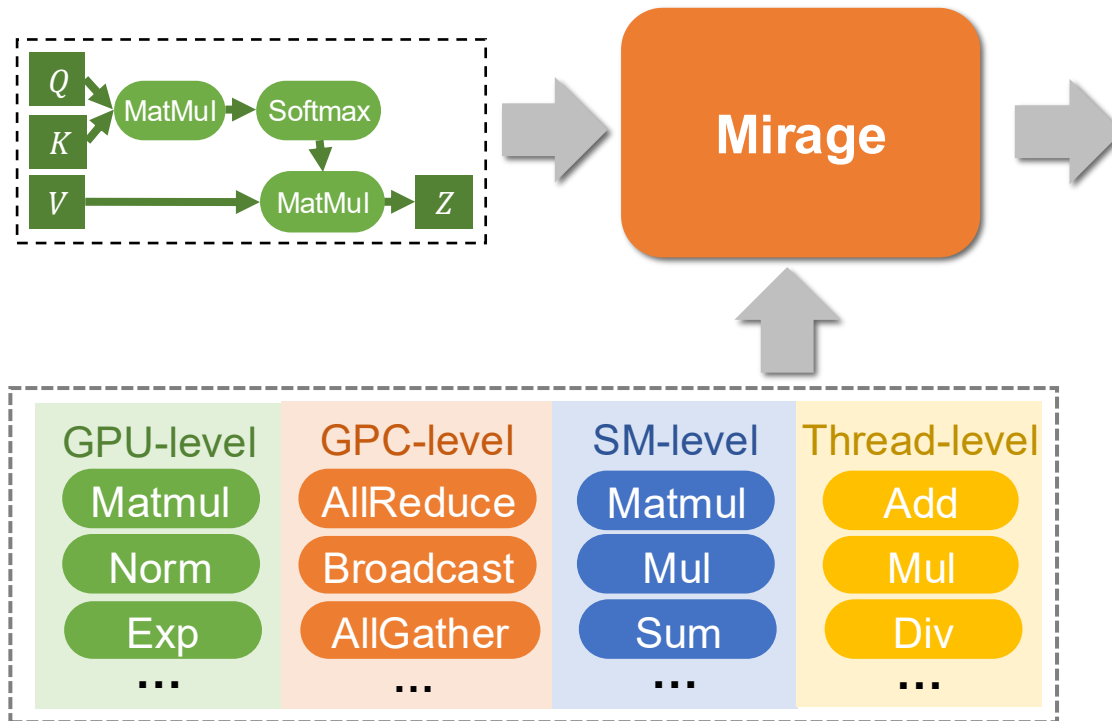 Q
K
V
MatMul
Softmax
MatMul
Z
Mirage
GPU-level
Matmul
Norm
Exp
...
GPC-level
AllReduce
Broadcast
AllGather
...
SM-level
Matmul
Mul
Sum
...
Thread-level
Add
Mul
Div
...